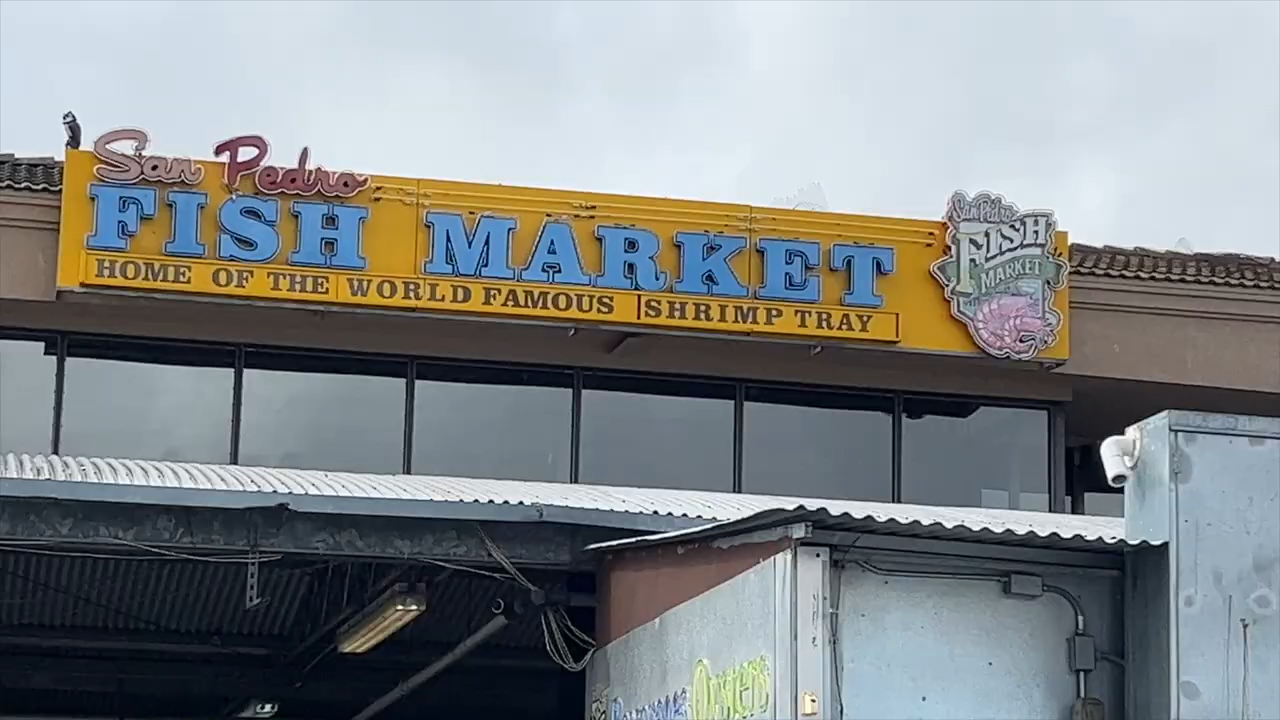 San Pedro
FISH MARKET
HOME OF THE WORLD FAMOUS SHRIMP TRAY
San Pedro
FISH
MARKET
Oysters